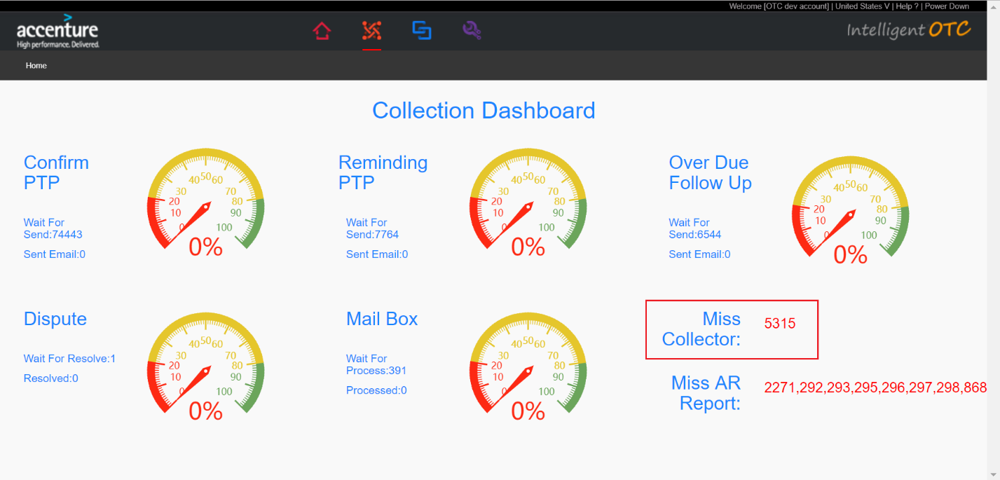 Welcome [OTC dev account] | United States V | Help ? | Power Down
accenture
High performance. Delivered.
Intelligent OTC
Home
Collection Dashboard
Confirm
PTP
Wait For
Send:74443
Sent Email:0
0
10
20
30
40
50
60
70
80
90
100
0%
Reminding
PTP
Wait For
Send:7764
Sent Email:0
0
10
20
30
40
50
60
70
80
90
100
0%
Over Due
Follow Up
Wait For
Send:6544
Sent Email:0
0
10
20
30
40
50
60
70
80
90
100
0%
Dispute
Wait For Resolve:1
Resolved:0
0
10
20
30
40
50
60
70
80
90
100
0%
Mail Box
Wait For
Process:391
Processed:0
0
10
20
30
40
50
60
70
80
90
100
0%
Miss
Collector:
5315
Miss AR
Report:
2271,292,293,295,296,297,298,868